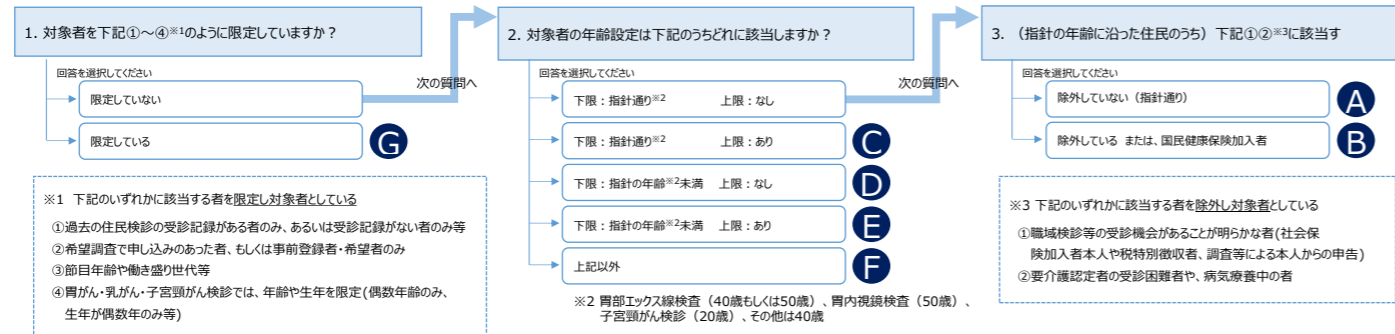 1. 対象者を下記①～④※1のように限定していますか？
回答を選択してください
限定していない
次の質問へ
限定している
G
※1 下記のいずれかに該当する者を限定し対象者としている
①過去の住民検診の受診記録がある者のみ、あるいは受診記録がない者のみ等
②希望調査で申し込みのあった者、もしくは事前登録者・希望者のみ
③節目年齢や働き盛り世代等
④胃がん・乳がん・子宮頸がん検診では、年齢や生年を限定(偶数年齢のみ、
生年が偶数年のみ等)
2. 対象者の年齢設定は下記のうちどれに該当しますか？
回答を選択してください
下限：指針通り※2 上限：なし
次の質問へ
下限：指針通り※2 上限：あり
C
下限：指針の年齢※2未満 上限：なし
D
下限：指針の年齢※2未満 上限：あり
E
上記以外
F
※2 胃部エックス線検査（40歳もしくは50歳）、胃内視鏡検査（50歳）、
子宮頸がん検診（20歳）、その他は40歳
3. （指針の年齢に沿った住民のうち）下記①②※3に該当す
回答を選択してください
除外していない（指針通り）
A
除外している または、国民健康保険加入者
B
※3 下記のいずれかに該当する者を除外し対象者としている
①職域検診等の受診機会があることが明らかな者(社会保
険加入者本人や税特別徴収者、調査等による本人からの申告)
②要介護認定者の受診困難者や、病気療養中の者